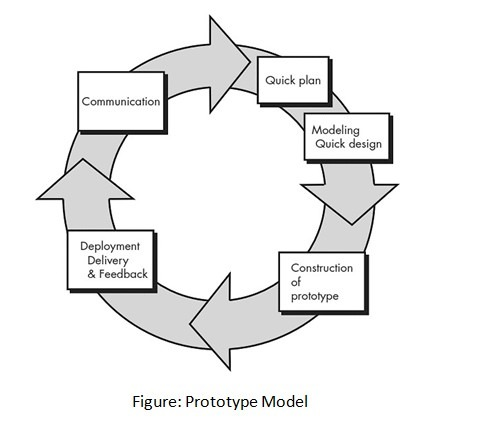 Communication
Quick plan
Modeling
Quick design
Construction
of
prototype
Deployment
Delivery
& Feedback
Figure: Prototype Model